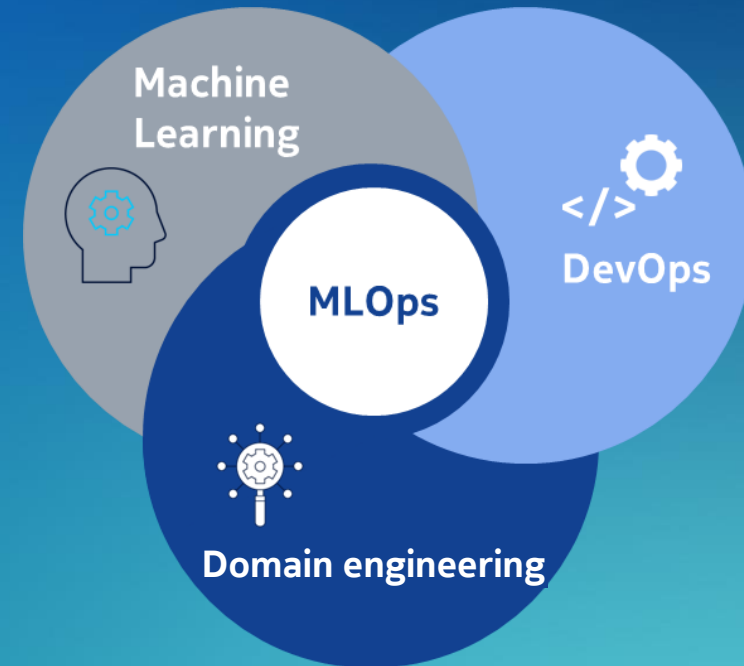 Machine
Learning
</>
DevOps
MLOps
Domain engineering